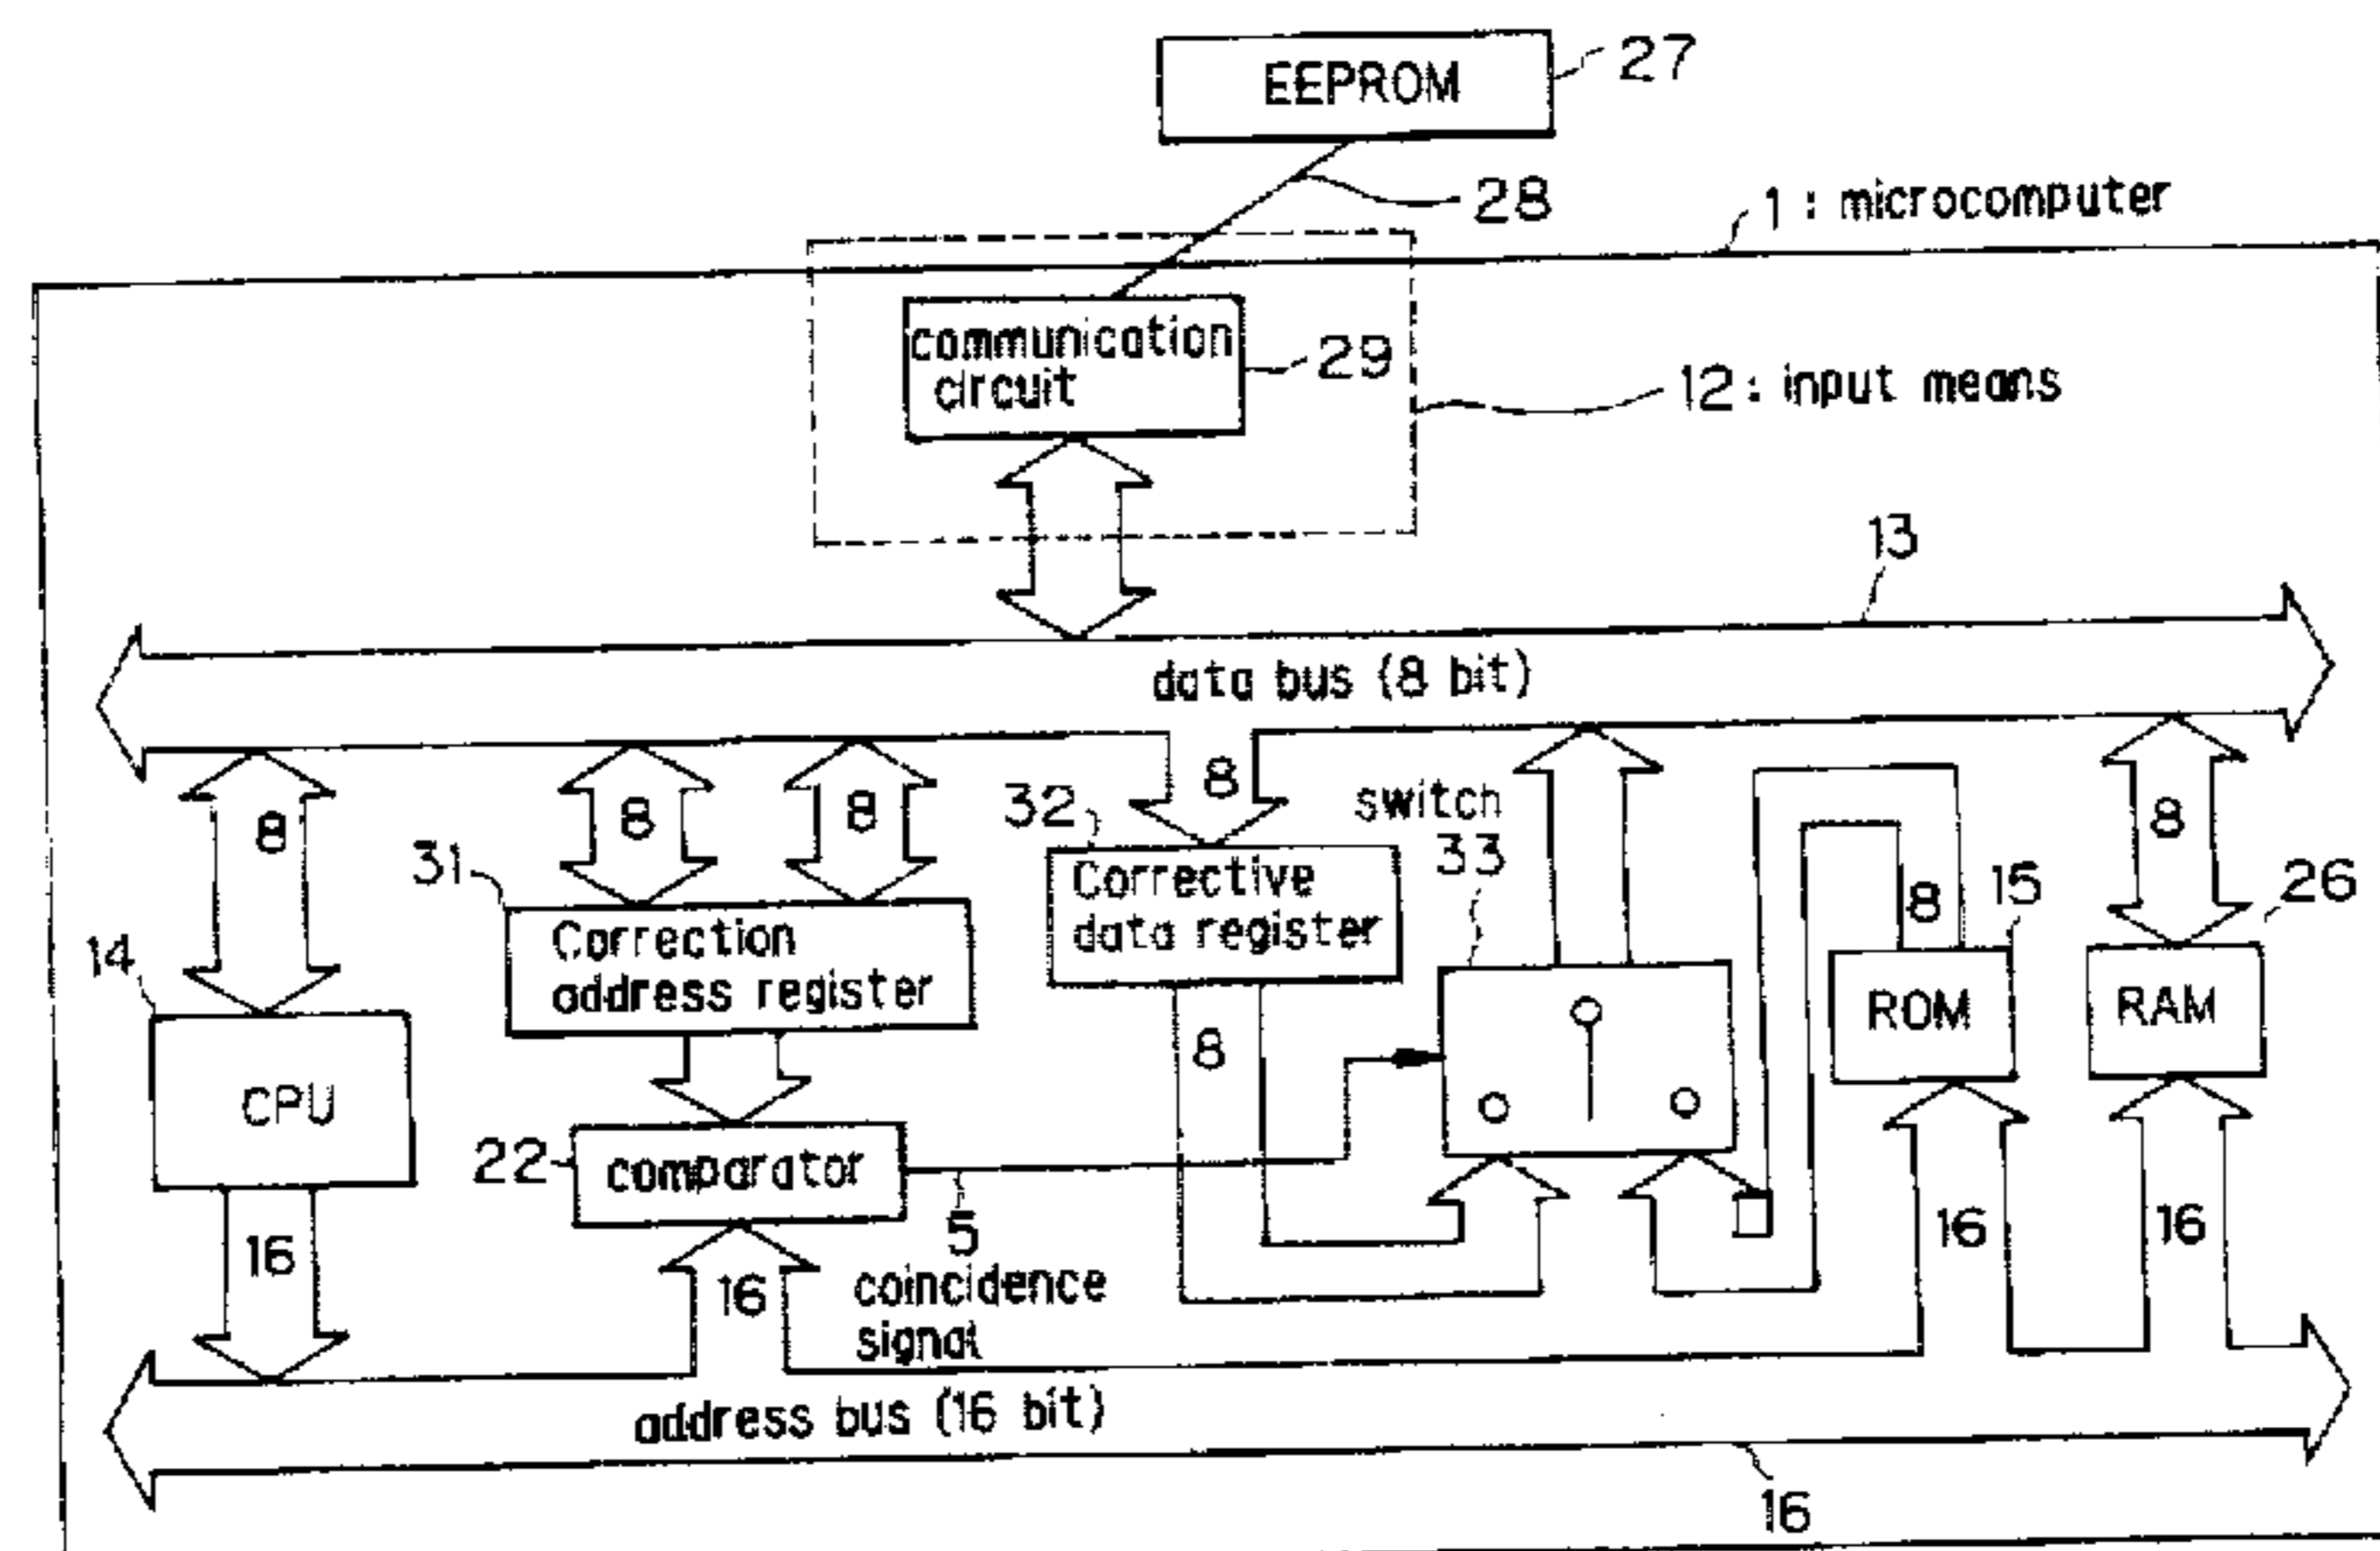 EEPROM
27
28
1 : microcomputer
communication
circuit
29
12 : input means
13
data bus (8 bit)
8
8
8
8
8
32
switch
33
31
Corrective
data register
8
15
26
14
Correction
address register
ROM
RAM
8
CPU
22
comparator
5
16
16
coincidence
signal
16
16
address bus (16 bit)
16